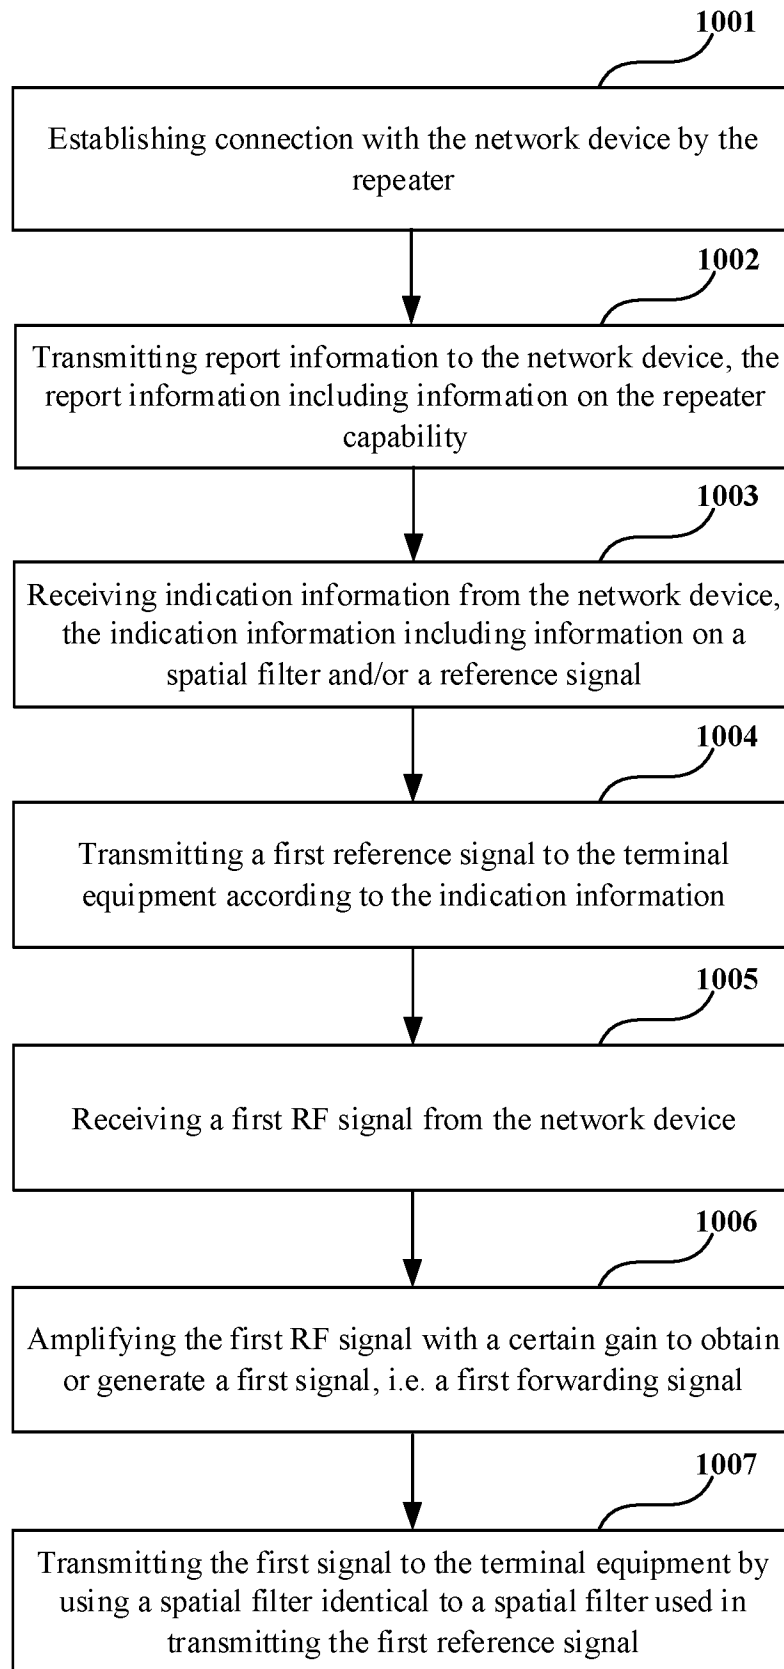 1001
Establishing connection with the network device by the
repeater
1002
Transmitting report information to the network device, the
report information including information on the repeater
capability
1003
Receiving indication information from the network device,
the indication information including information on a
spatial filter and/or a reference signal
1004
Transmitting a first reference signal to the terminal
equipment according to the indication information
1005
Receiving a first RF signal from the network device
1006
Amplifying the first RF signal with a certain gain to obtain
or generate a first signal, i.e. a first forwarding signal
1007
Transmitting the first signal to the terminal equipment by
using a spatial filter identical to a spatial filter used in
transmitting the first reference signal